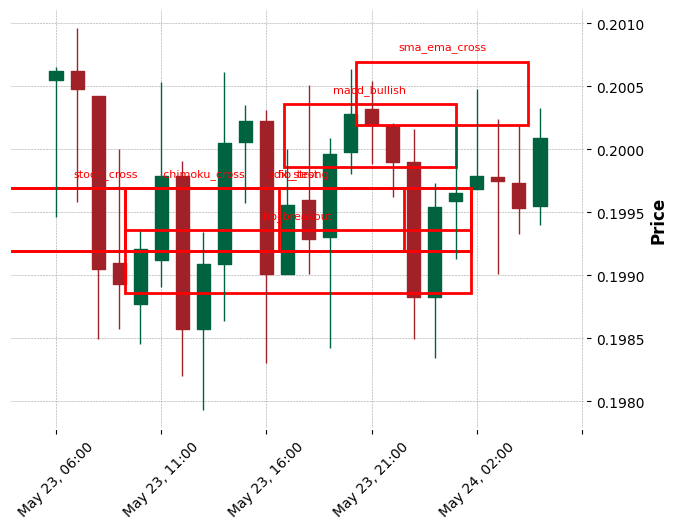 0.2010
sma_ema_cross
0.2005
macd_bullish
0.2000
stoch_cross
0.1995
0.1990
0.1985
0.1980
Price
May 23, 06:00
May 23, 11:00
May 23, 16:00
May 23, 21:00
May 24, 02:00